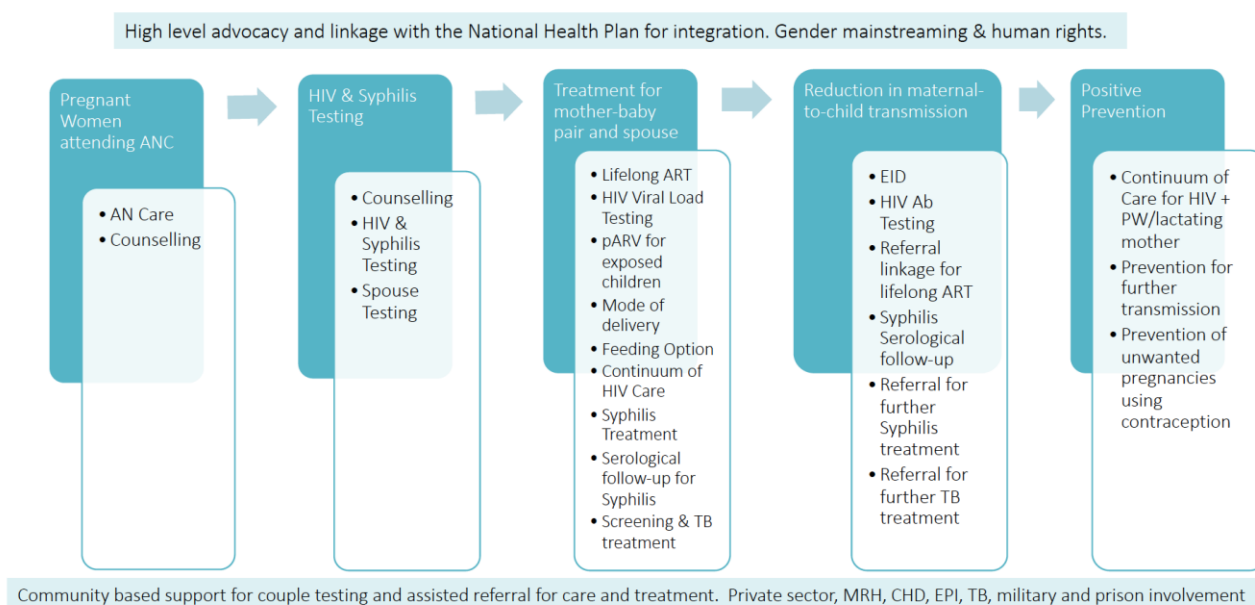 High level advocacy and linkage with the National Health Plan for integration. Gender mainstreaming & human rights.
Pregnant
Women
attending ANC
• AN Care
• Counselling
HIV & Syphilis
Testing
• Counselling
• HIV &
Syphilis
Testing
• Spouse
Testing
Treatment for
mother-baby
pair and spouse
• Lifelong ART
• HIV Viral Load
Testing
• pARV for
exposed
children
• Mode of
delivery
• Feeding Option
• Continuum of
HIV Care
• Syphilis
Treatment
• Serological
follow-up for
Syphilis
• Screening & TB
treatment
Reduction in maternal-
to-child transmission
• EID
• HIV Ab
Testing
• Referral
linkage for
lifelong ART
• Syphilis
Serological
follow-up
• Referral for
further
Syphilis
treatment
• Referral for
further TB
treatment
Positive
Prevention
• Continuum of
Care for HIV +
PW/lactating
mother
• Prevention for
further
transmission
• Prevention of
unwanted
pregnancies
using
contraception
Community based support for couple testing and assisted referral for care and treatment. Private sector, MRH, CHD, EPI, TB, military and prison involvement